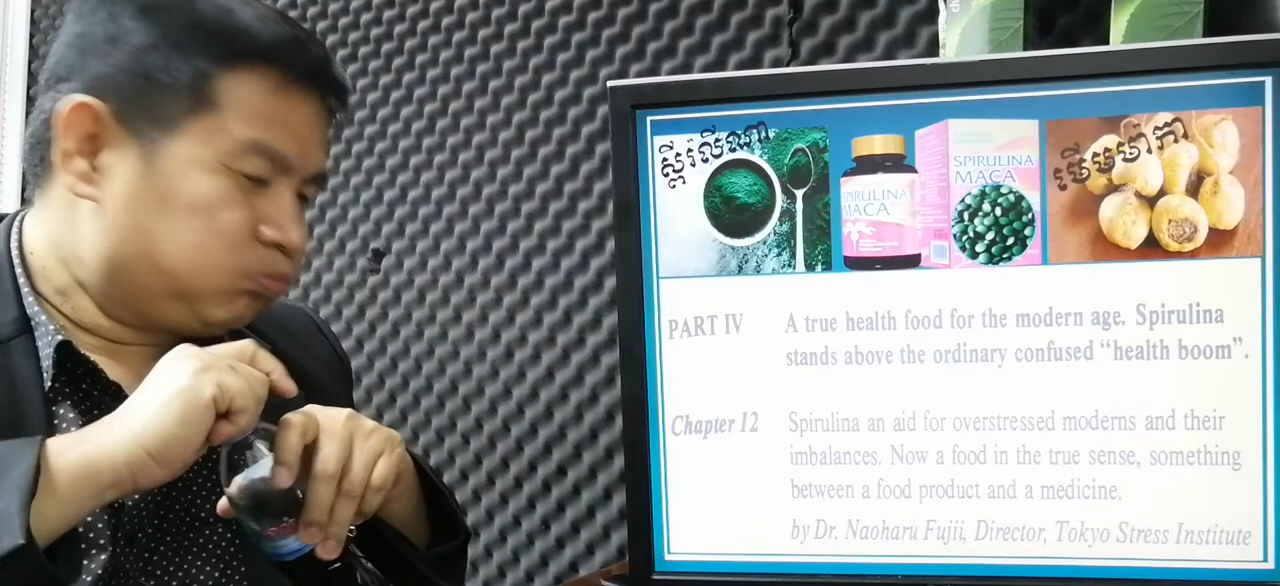 ស្ពីរូលីណា
SPIRULINA
MACA
SPIRULINA
MACA
មើមម៉ាកា
PART IV
A true health food for the modern age. Spirulina
stands above the ordinary confused “health boom”.
Chapter 12
Spirulina an aid for overstressed moderns and their
imbalances. Now a food in the true sense, something
between a food product and a medicine.
by Dr. Naoharu Fujii, Director, Tokyo Stress Institute